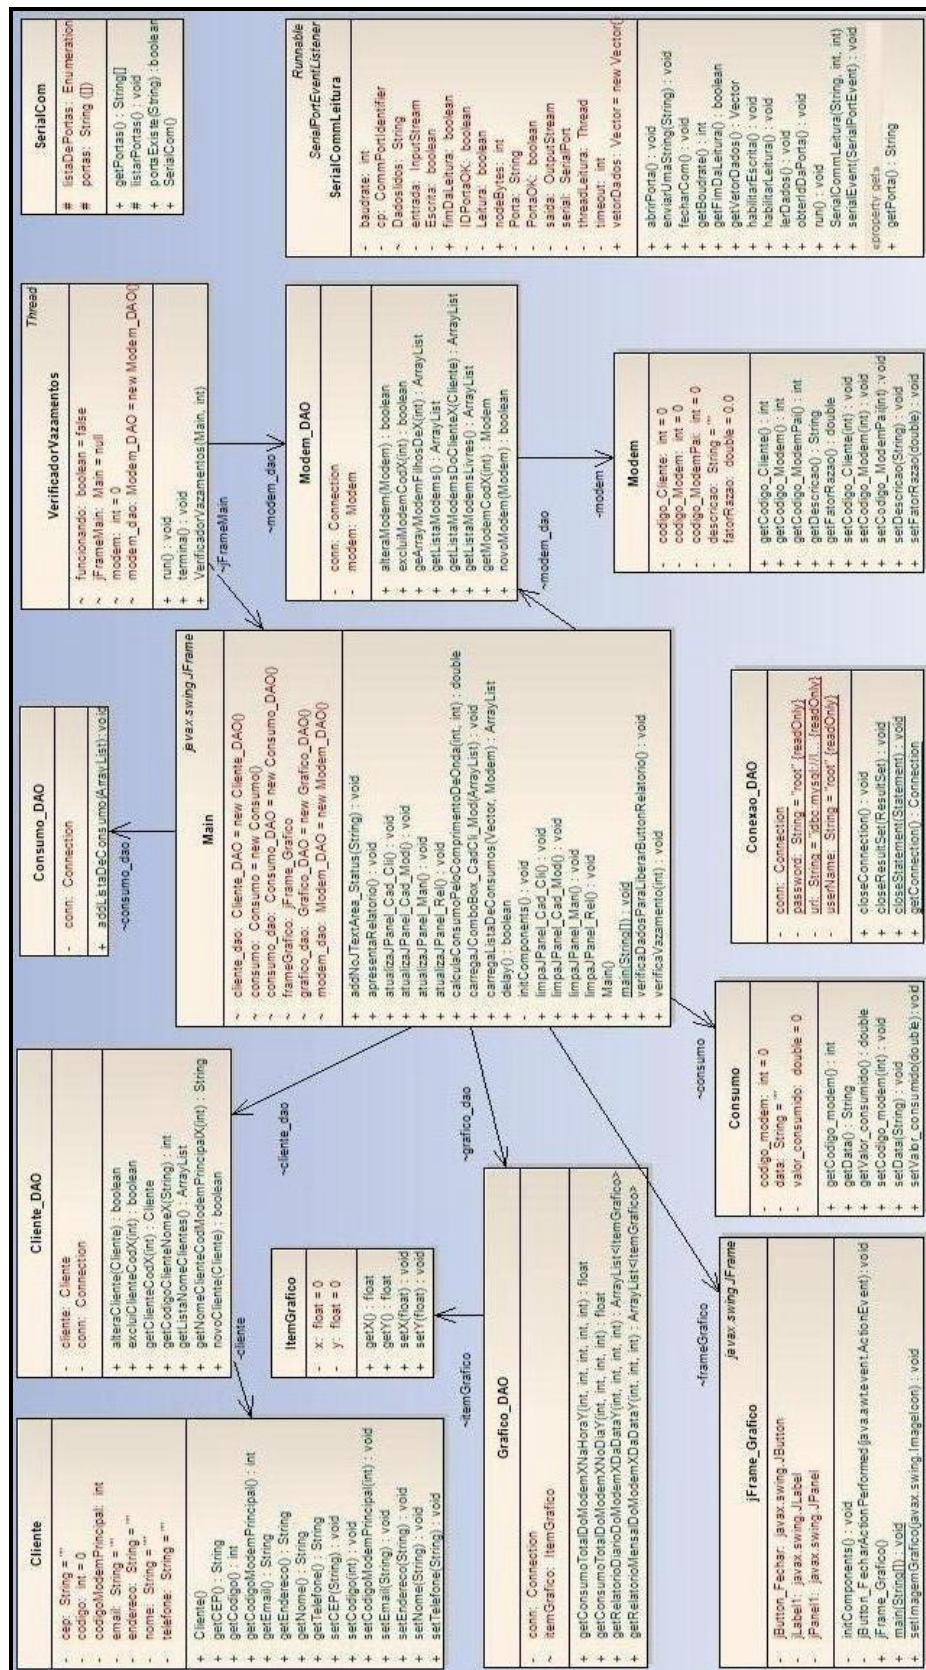 Cliente
- cep: String = ""
- codigo: int = 0
- codigoModemPrincipal: int
- email: String = ""
- endereco: String = ""
- nome: String = ""
- telefone: String = ""
+ Cliente()
+ getCEP() : String
+ getCodigo() : int
+ getCodigoModemPrincipal() : int
+ getEmail() : String
+ getEndereco() : String
+ getNome() : String
+ getTelefone() : String
+ setCEP(String) : void
+ setCodigo(int) : void
+ setCodigoModemPrincipal(int) : void
+ setEmail(String) : void
+ setEndereco(String) : void
+ setNome(String) : void
+ setTelefone(String) : void
-cliente
Cliente_DAO
- cliente: Cliente
- conn: Connection
+ alteraCliente(Cliente) : boolean
+ excluiClienteCodX(int) : boolean
+ getClienteCodX(int) : Cliente
+ getCodigoClienteNomeX(String) : int
+ getListaNomeClientes() : ArrayList
+ getNomeClienteCodModemPrincipalX(int) : String
+ novoCliente(Cliente) : boolean
~cliente_dao
Consumo_DAO
- conn: Connection
+ addListaDeConsumo(ArrayList) : void
~consumo_dao
Thread
VerificadorVazamentos
~ funcionando: boolean = false
~ jFrameMain: Main = null
~ modem: int = 0
~ modem_dao: Modem_DAO = new Modem_DAO()
+ run() : void
+ termina() : void
+ VerificadorVazamentos(Main, int)
~jFrameMain
~modem_dao
SerialCom
# listaDePortas: Enumeration
# portas: String ([])
+ getPortas() : String[]
# listarPortas() : void
+ portaExiste(String) : boolean
+ SerialCom()
ItemGrafico
- x: float = 0
- y: float = 0
+ getX() : float
+ getY() : float
+ setX(float) : void
+ setY(float) : void
~itemGrafico
~grafico_dao
javax.swing.JFrame
Main
~ cliente_dao: Cliente_DAO = new Cliente_DAO()
~ consumo: Consumo = new Consumo()
~ consumo_dao: Consumo_DAO = new Consumo_DAO()
~ frameGrafico: jFrame_Grafico
~ grafico_dao: Grafico_DAO = new Grafico_DAO()
~ modem_dao: Modem_DAO = new Modem_DAO()
+ addNoJTextArea_Status(String) : void
+ apresentaRelatorio() : void
+ atualizaJPanel_Cad_Cli() : void
+ atualizaJPanel_Cad_Mod() : void
+ atualizaJPanel_Man() : void
+ atualizaJPanel_Rel() : void
+ calculaConsumoPeloComprimentoDeOnda(int, int) : double
+ carregaJComboBox_CadCli_Mod(ArrayList) : void
+ carregaListaDeConsumos(Vector, Modem) : ArrayList
+ delay() : boolean
- initComponents() : void
+ limpaJPanel_Cad_Cli() : void
+ limpaJPanel_Cad_Mod() : void
+ limpaJPanel_Man() : void
+ limpaJPanel_Rel() : void
+ Main()
+ main(String[]) : void
+ verificaDadosParaLiberarButtonRelatorio() : void
+ verificaVazamento(int) : void
Modem_DAO
- conn: Connection
- modem: Modem
+ alteraModem(Modem) : boolean
+ excluiModemCodX(int) : boolean
+ geArrayModemFilhosDeX(int) : ArrayList
+ getListaModems() : ArrayList
+ getListaModemsDoClienteX(Cliente) : ArrayList
+ getListaModemsLivres() : ArrayList
+ getModemCodX(int) : Modem
+ novoModem(Modem) : boolean
~modem_dao
-modem
Runnable
SerialPortEventListener
SerialCommLeitura
- baudrate: int
- cp: CommPortIdentifier
~ Dadoslidos: String
- entrada: InputStream
- Escrita: boolean
+ fimDaLeitura: boolean
- IDPortaOK: boolean
- Leitura: boolean
- nodeBytes: int
- Porta: String
- PortaOK: boolean
- saida: OutputStream
- serial: SerialPort
- threadLeitura: Thread
- timeout: int
+ vetorDados: Vector = new Vector()
+ abrirPorta() : void
+ enviarUmaString(String) : void
+ fecharCom() : void
+ getBoudrate() : int
+ getFimDaLeitura() : boolean
+ getVetorDados() : Vector
+ habilitarEscrita() : void
+ habilitarLeitura() : void
+ lerDados() : void
+ obterIdDaPorta() : void
+ run() : void
+ SerialCommLeitura(String, int, int)
+ serialEvent(SerialPortEvent) : void
«property get»
+ getPorta() : String
Grafico_DAO
- conn: Connection
~ itemGrafico: ItemGrafico
+ getConsumoTotalDoModemXNaHoraY(int, int, int, int, int) : float
+ getConsumoTotalDoModemXNoDiaY(int, int, int, int) : float
+ getRelatorioDiarioDoModemXDaDataY(int, int, int, int) : ArrayList<ItemGrafico>
+ getRelatorioMensalDoModemXDaDataY(int, int, int) : ArrayList<ItemGrafico>
Modem
- codigo_Cliente: int = 0
- codigo_Modem: int = 0
- codigo_ModemPai: int = 0
- descricao: String = ""
- fatorRazao: double = 0.0
+ getCodigo_Cliente() : int
+ getCodigo_Modem() : int
+ getCodigo_ModemPai() : int
+ getDescricao() : String
+ getFatorRazao() : double
+ setCodigo_Cliente(int) : void
+ setCodigo_Modem(int) : void
+ setCodigo_ModemPai(int) : void
+ setDescricao(String) : void
+ setFatorRazao(double) : void
~frameGrafico
~consumo
javax.swing.JFrame
jFrame_Grafico
- jButton_Fechar: javax.swing.JButton
- jLabel1: javax.swing.JLabel
- jPanel1: javax.swing.JPanel
- initComponents() : void
- jButton_FecharActionPerformed(java.awt.event.ActionEvent) : void
+ jFrame_Grafico()
+ main(String[]) : void
+ setImagemGrafico(javax.swing.ImageIcon) : void
Consumo
- codigo_modem: int = 0
- data: String = ""
- valor_consumido: double = 0
+ getCodigo_modem() : int
+ getData() : String
+ getValor_consumido() : double
+ setCodigo_modem(int) : void
+ setData(String) : void
+ setValor_consumido(double) : void
Conexao_DAO
- conn: Connection
- password: String = "root" {readOnly}
- url: String = "jdbc:mysql://l... {readOnly}
- userName: String = "root" {readOnly}
+ closeConnection() : void
+ closeResultSet(ResultSet) : void
+ closeStatement(Statement) : void
+ getConnection() : Connection